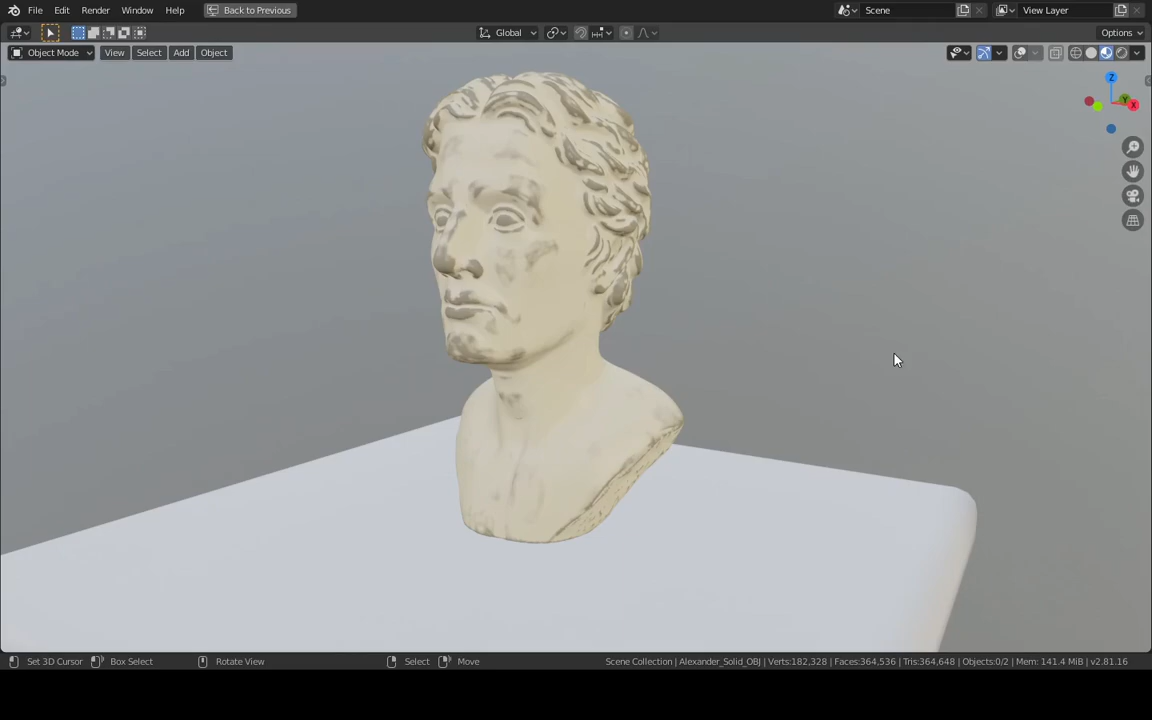 File Edit Render Window Help Back to Previous Scene View Layer
Global Options
Object Mode View Select Add Object
Z
Y
X
Set 3D Cursor Box Select Rotate View Select Move Scene Collection | Alexander_Solid_OBJ | Verts:182,328 | Faces:364,536 | Tris:364,648 | Objects:0/2 | Mem: 141.4 MiB | v2.81.16